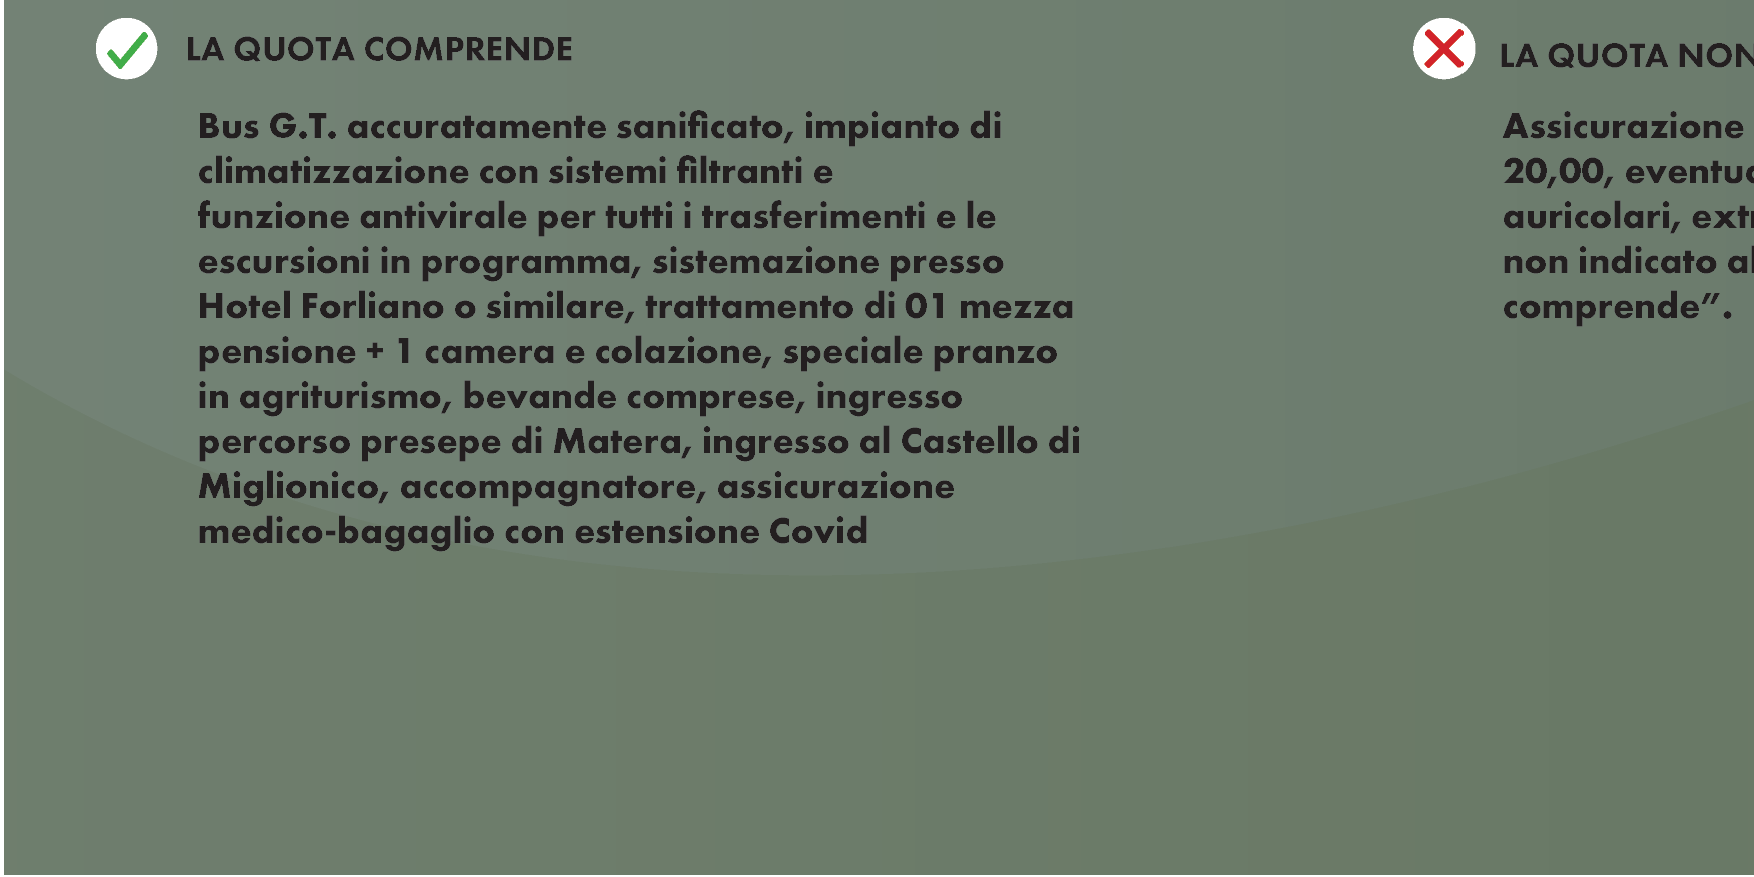 LA QUOTA COMPRENDE
Bus G.T. accuratamente sanificato, impianto di
climatizzazione con sistemi filtranti e
funzione antivirale per tutti i trasferimenti e le
escursioni in programma, sistemazione presso
Hotel Forliano o similare, trattamento di 01 mezza
pensione + 1 camera e colazione, speciale pranzo
in agriturismo, bevande comprese, ingresso
percorso presepe di Matera, ingresso al Castello di
Miglionico, accompagnatore, assicurazione
medico-bagaglio con estensione Covid
LA QUOTA NON
Assicurazione
20,00,
auricolari,
non indicato
comprende”.